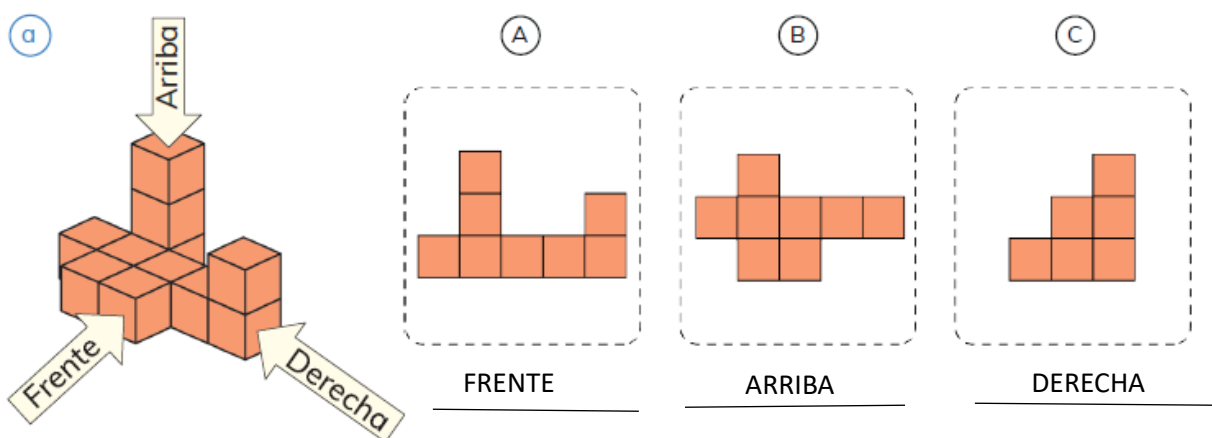 a
Arriba
Frente
Derecha
A
B
C
FRENTE
ARRIBA
DERECHA